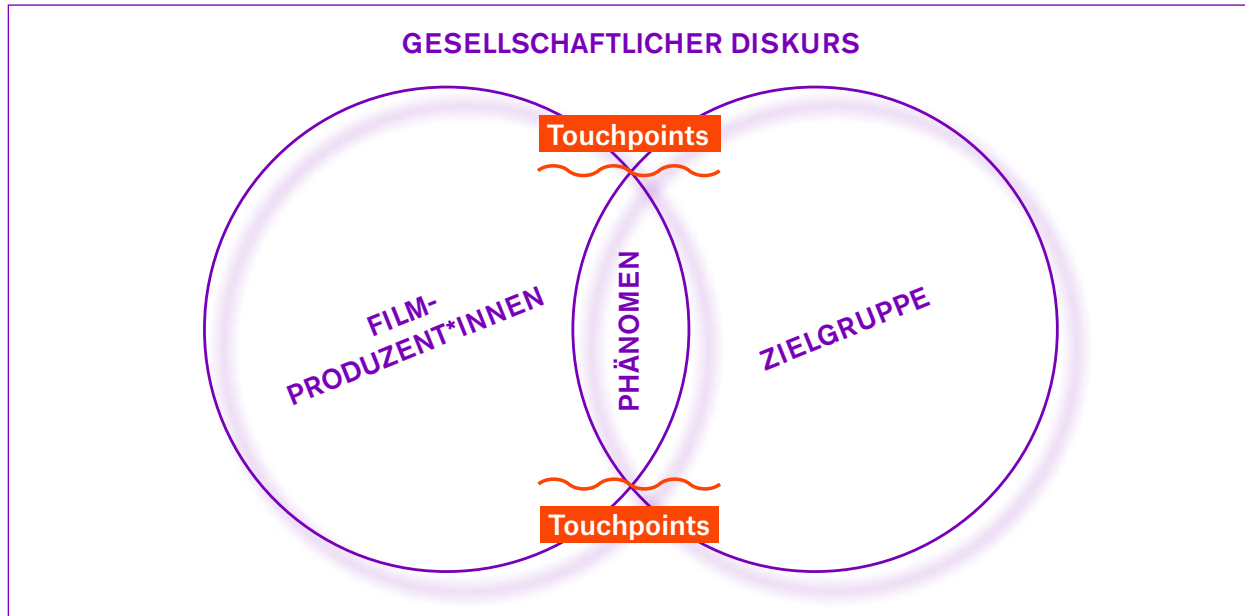 GESELLSCHAFTLICHER DISKURS
Touchpoints
FILM-
PRODUZENT*INNEN
PHÄNOMEN
ZIELGRUPPE
Touchpoints